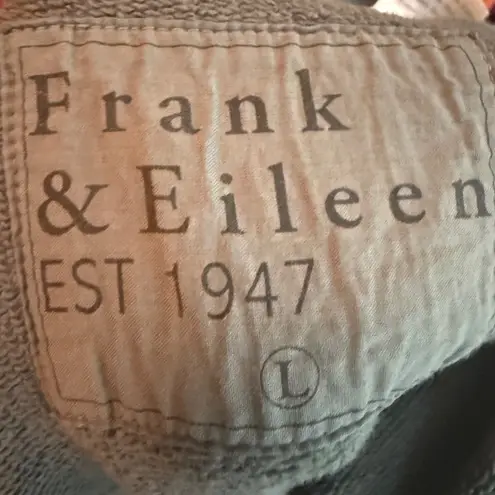 Frank
& Eileen
EST 1947
L